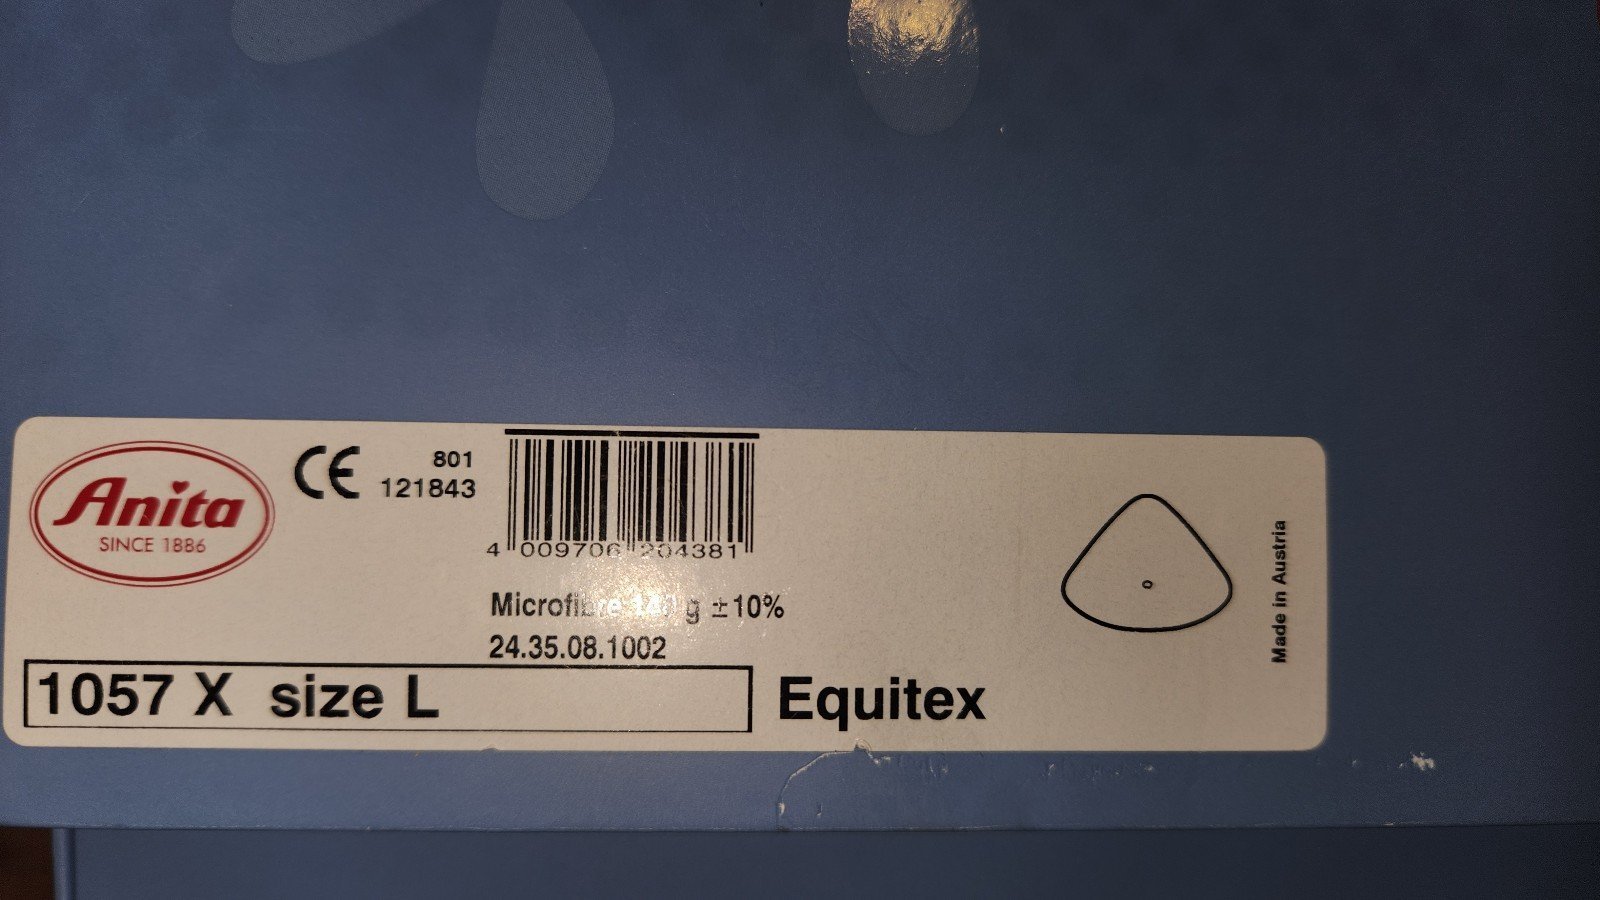 Anita
SINCE 1886
CE 801
121843
4 009706 204381
Microfibre g ±10%
24.35.08.1002
1057 X size L
Equitex
Made in Austria